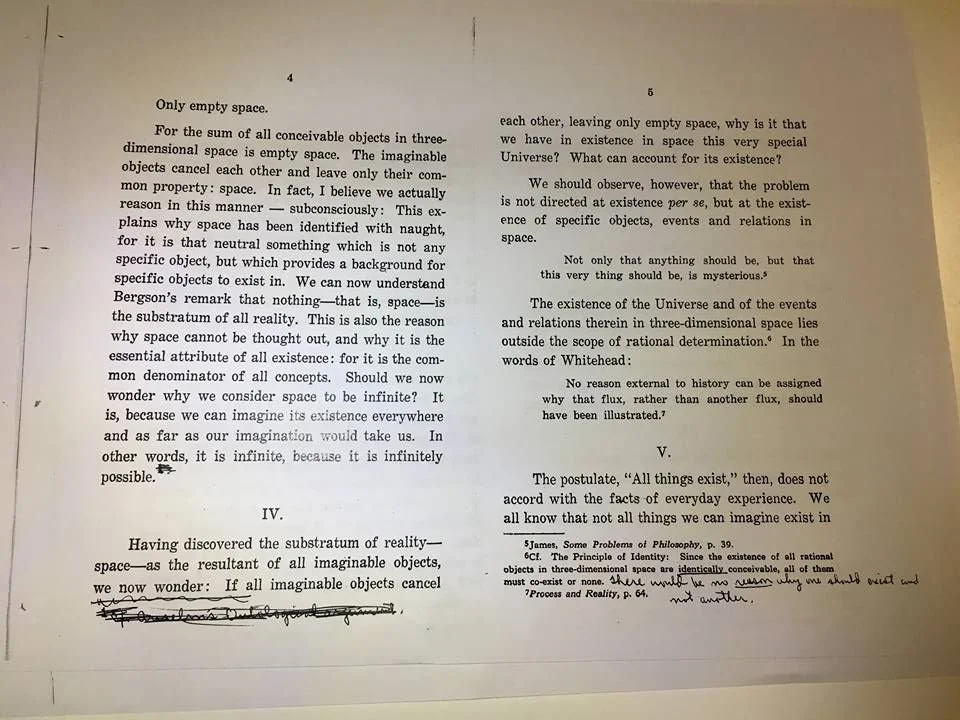 4
Only empty space.
For the sum of all conceivable objects in three-
dimensional space is empty space. The imaginable
objects cancel each other and leave only their com-
mon property: space. In fact, I believe we actually
reason in this manner — subconsciously: This ex-
plains why space has been identified with naught,
for it is that neutral something which is not any
specific object, but which provides a background for
specific objects to exist in. We can now understand
Bergson's remark that nothing—that is, space—is
the substratum of all reality. This is also the reason
why space cannot be thought out, and why it is the
essential attribute of all existence: for it is the com-
mon denominator of all concepts. Should we now
wonder why we consider space to be infinite? It
is, because we can imagine its existence everywhere
and as far as our imagination would take us. In
other words, it is infinite, because it is infinitely
possible.
IV.
Having discovered the substratum of reality—
space—as the resultant of all imaginable objects,
we now wonder: If all imaginable objects cancel
Cf. Anselm's Ontological argument.
5
each other, leaving only empty space, why is it that
we have in existence in space this very special
Universe? What can account for its existence?
We should observe, however, that the problem
is not directed at existence per se, but at the exist-
ence of specific objects, events and relations in
space.
Not only that anything should be, but that
this very thing should be, is mysterious.⁵
The existence of the Universe and of the events
and relations therein in three-dimensional space lies
outside the scope of rational determination.⁶ In the
words of Whitehead:
No reason external to history can be assigned
why that flux, rather than another flux, should
have been illustrated.⁷
V.
The postulate, "All things exist," then, does not
accord with the facts of everyday experience. We
all know that not all things we can imagine exist in
⁵James, Some Problems of Philosophy, p. 39.
⁶Cf. The Principle of Identity: Since the existence of all rational
objects in three-dimensional space are identically conceivable, all of them
must co-exist or none. There would be no reason why one should exist and
not another.
⁷Process and Reality, p. 64.